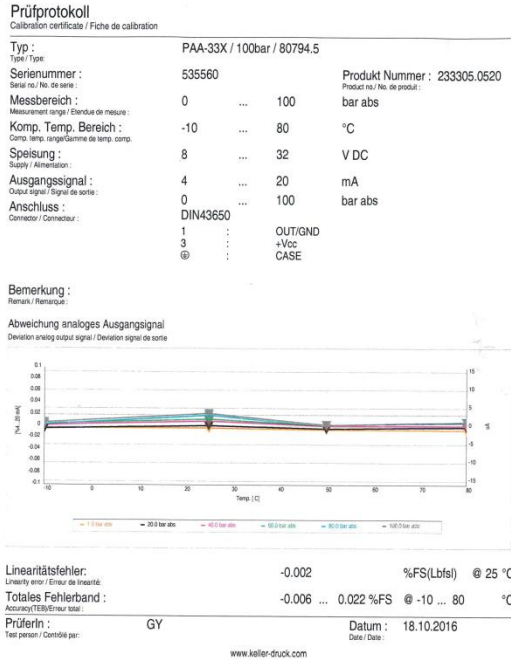 Prüfprotokoll
Calibration certificate / Fiche de calibration
Typ : PAA-33X / 100bar / 80794.5
Type / Type:
Serienummer : 535560 Produkt Nummer : 233305.0520
Serial no./ No. de serie : Product no./ No. de produit :
Messbereich : 0 ... 100 bar abs
Measurement range / Etendue de mesure :
Komp. Temp. Bereich : -10 ... 80 °C
Comp. temp. range/Gamme de temp. comp.
Speisung : 8 ... 32 V DC
Supply / Alimentation :
Ausgangssignal : 4 ... 20 mA
Output signal / Signal de sortie :
0 ... 100 bar abs
Anschluss : DIN43650
Connector / Connecteur :
1 : OUT/GND
3 : +Vcc
: CASE
Bemerkung :
Remark / Remarque :
Abweichung analoges Ausgangsignal
Deviation analog output signal / Deviation signal de sortie
0.1
0.08
0.06
0.04
0.02
0
-0.02
-0.04
-0.06
-0.08
-0.1
15
10
5
0
-5
-10
-15
[%4...20 mA]
uA
-10 0 10 20 30 40 50 60 70 80
Temp. [ C]
1.0 bar abs 20.0 bar abs 40.0 bar abs 60.0 bar abs 80.0 bar abs 100.0 bar abs
Linearitätsfehler: -0.002 %FS(Lbfsl) @ 25 °C
Linearity error / Erreur de linearité:
Totales Fehlerband : -0.006 ... 0.022 %FS @ -10 ... 80 °C
Accuracy(TEB)/Erreur total :
PrüferIn : GY Datum : 18.10.2016
Test person / Contrôlé par: Date / Date :
www.keller-druck.com